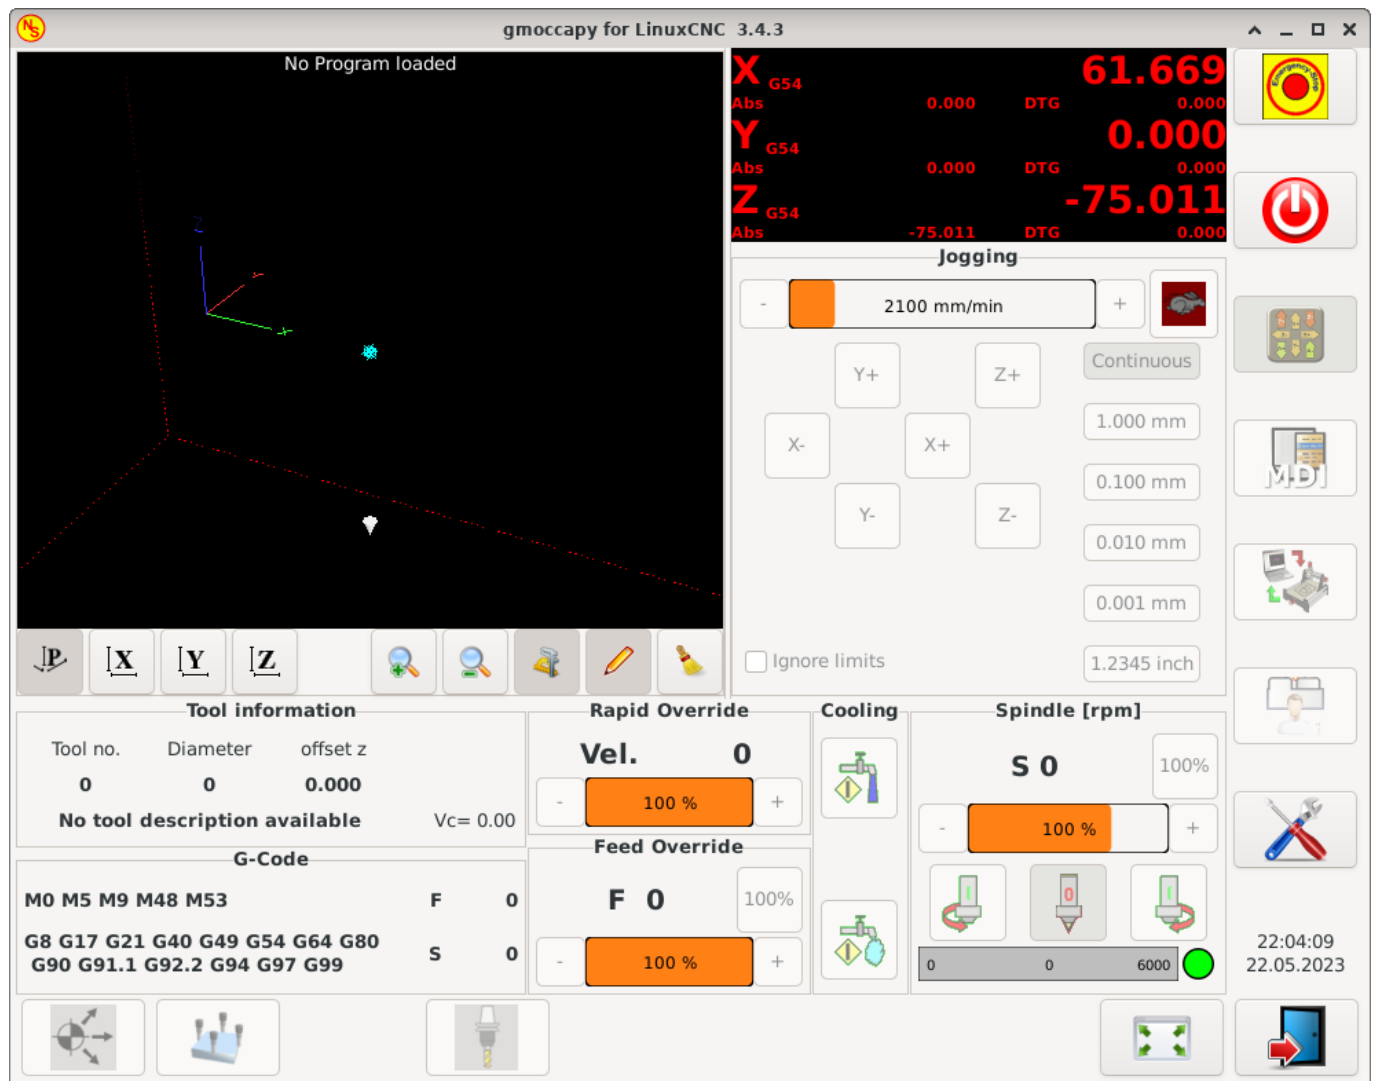 gmoccapy for LinuxCNC 3.4.3
No Program loaded
X G54 61.669
Abs 0.000 DTG 0.000
Y G54 0.000
Abs 0.000 DTG 0.000
Z G54 -75.011
Abs -75.011 DTG 0.000
Emergency-Stop
Jogging
- 2100 mm/min +
Y+ Z+
X- X+
Y- Z-
Continuous
1.000 mm
0.100 mm
0.010 mm
0.001 mm
1.2345 inch
Ignore limits
MDI
P X Y Z
Tool information
Tool no. Diameter offset z
0 0 0.000
No tool description available Vc= 0.00
G-Code
M0 M5 M9 M48 M53 F 0
G8 G17 G21 G40 G49 G54 G64 G80
G90 G91.1 G92.2 G94 G97 G99
S 0
Rapid Override
Vel. 0
- 100 % +
Feed Override
F 0 100%
- 100 % +
Cooling
Spindle [rpm]
S 0 100%
- 100 % +
I 0 I
0 0 6000
22:04:09
22.05.2023